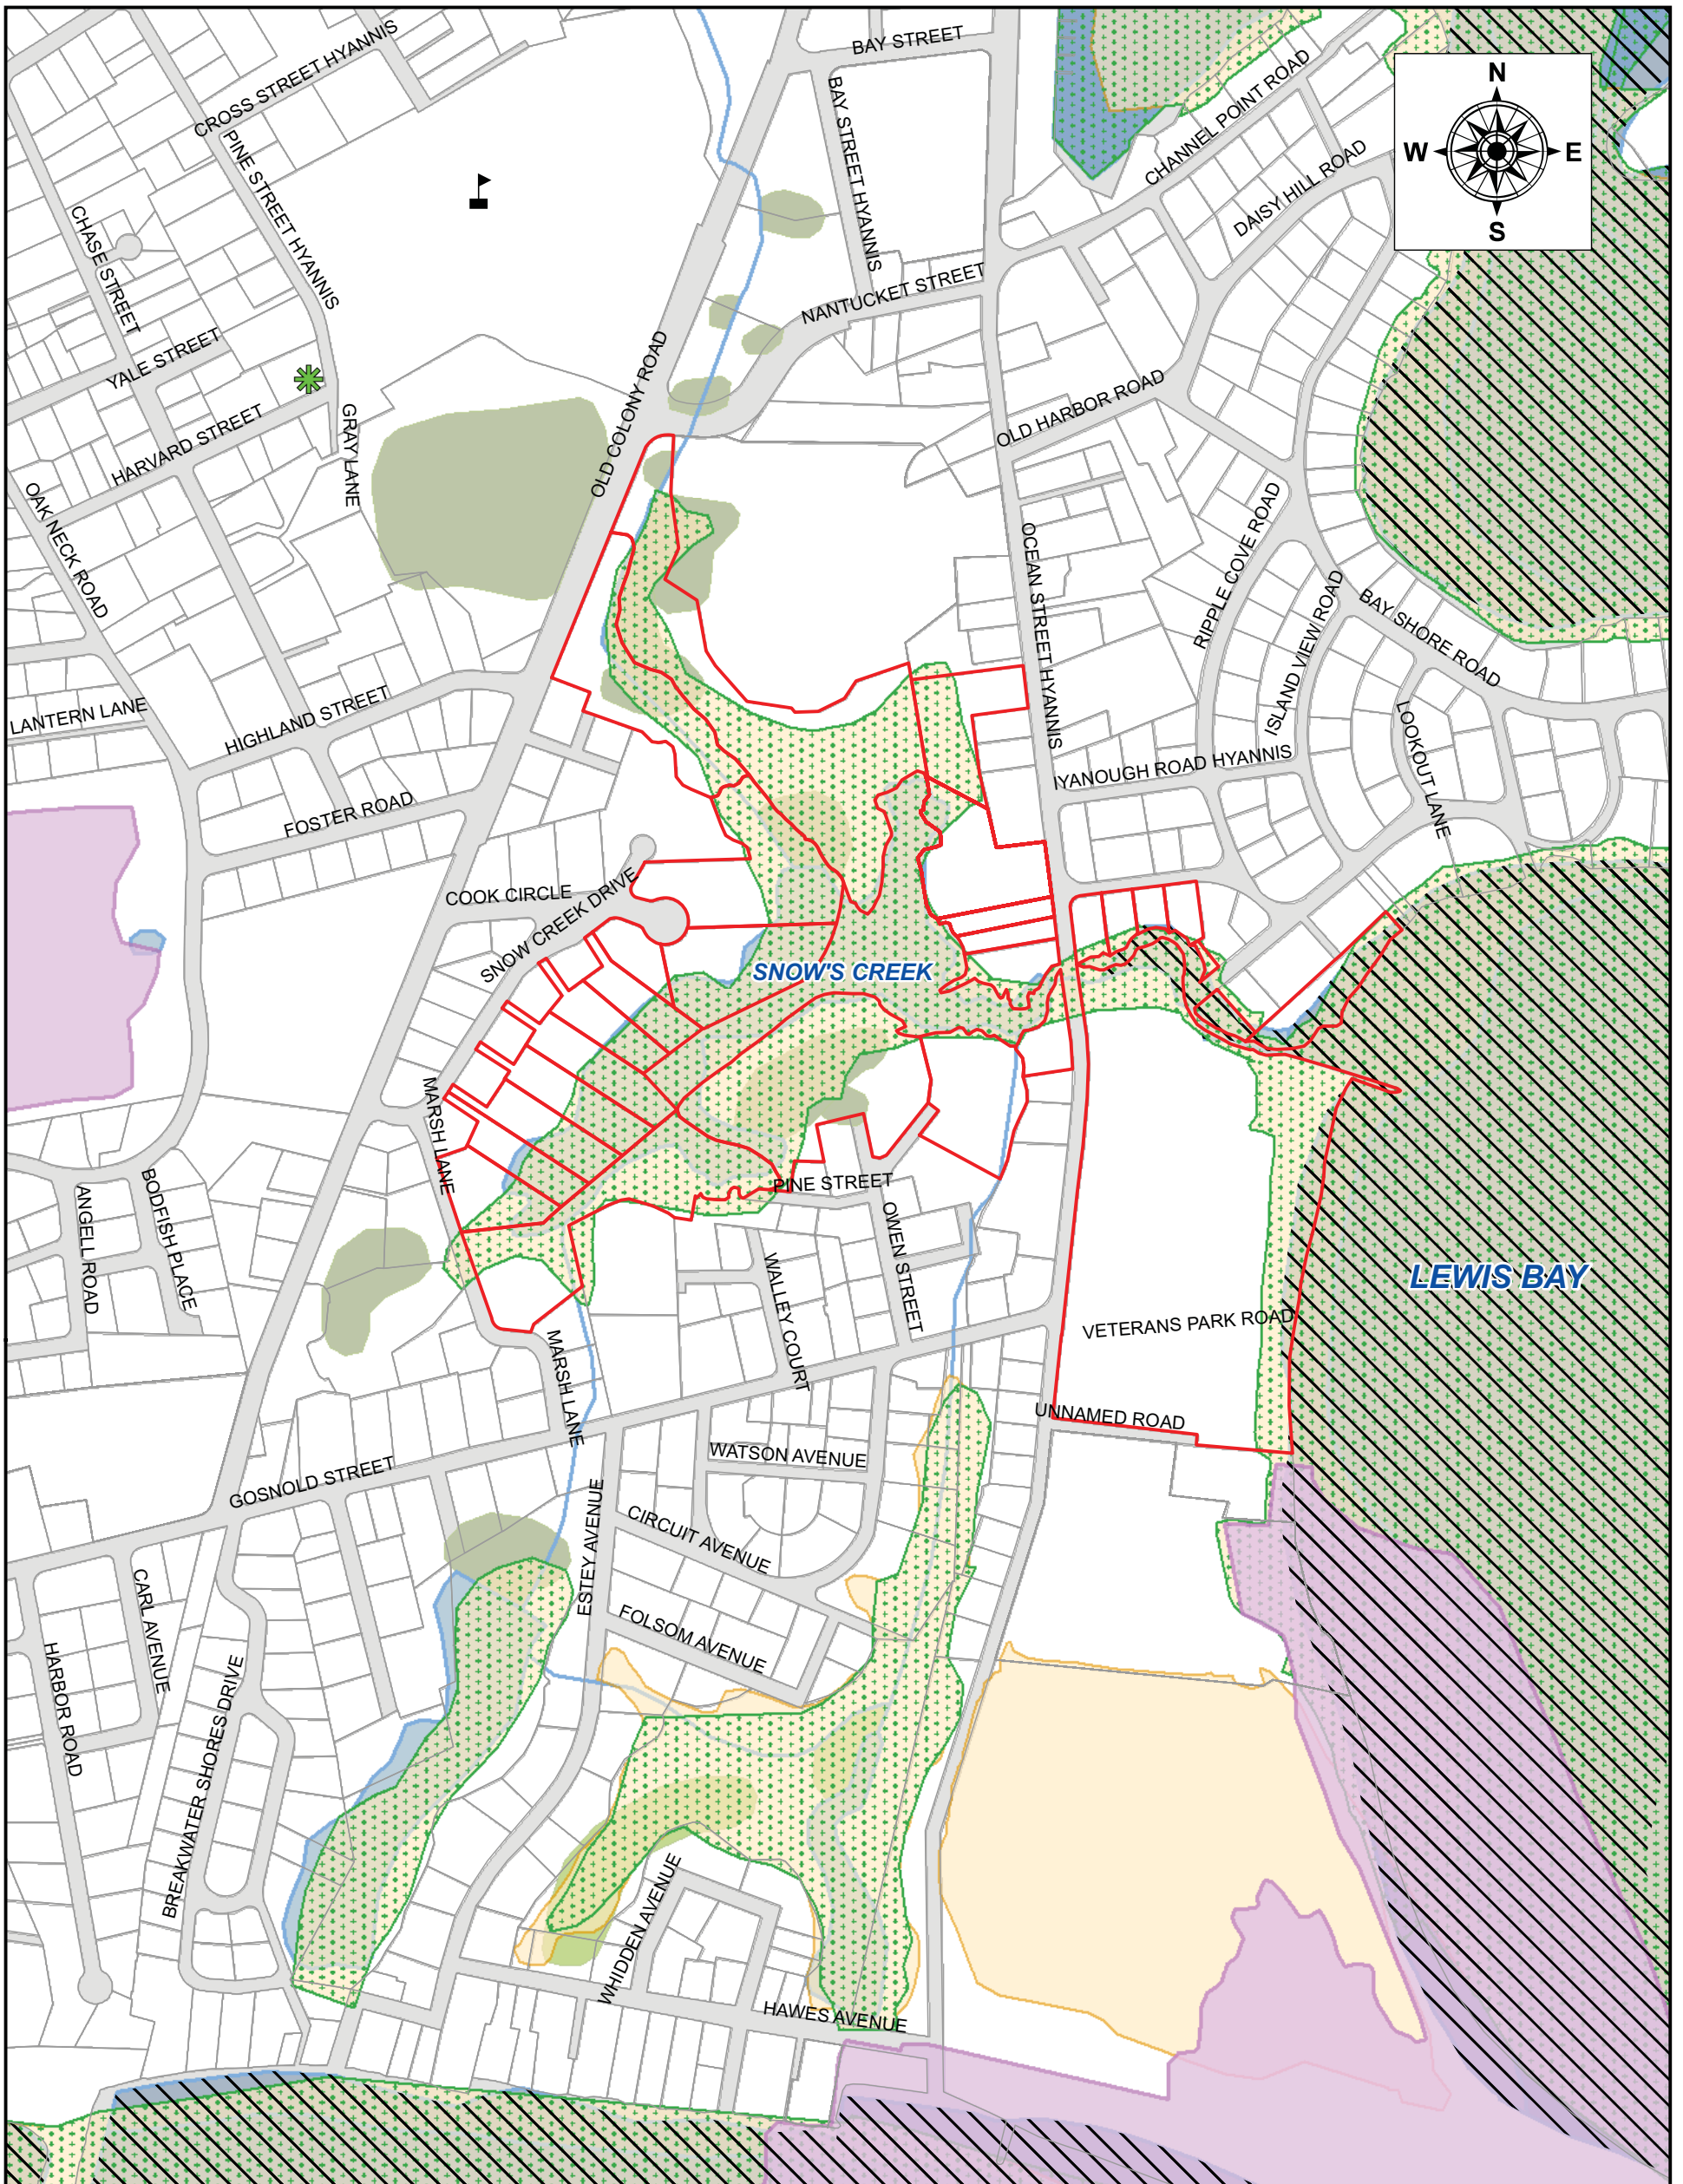 BAY STREET
CROSS STREET HYANNIS
N
W
E
S
CHANNEL POINT ROAD
BAY STREET HYANNIS
PINE STREET HYANNIS
DAISY HILL ROAD
CHASE STREET
NANTUCKET STREET
YALE STREET
OLD COLONY ROAD
OLD HARBOR ROAD
HARVARD STREET
GRAY LANE
OAK NECK ROAD
RIPPLE COVE ROAD
OCEAN STREET HYANNIS
ISLAND VIEW ROAD
BAY SHORE ROAD
LANTERN LANE
HIGHLAND STREET
LOOKOUT LANE
IYANOUGH ROAD HYANNIS
FOSTER ROAD
COOK CIRCLE
SNOW CREEK DRIVE
SNOW'S CREEK
MARSH LANE
PINE STREET
BODFISH PLACE
ANGELL ROAD
OWEN STREET
WALLEY COURT
LEWIS BAY
VETERANS PARK ROAD
MARSH LANE
UNNAMED ROAD
WATSON AVENUE
GOSNOLD STREET
ESTEY AVENUE
CIRCUIT AVENUE
CARL AVENUE
FOLSOM AVENUE
HARBOR ROAD
BREAKWATER SHORES DRIVE
WHIDDEN AVENUE
HAWES AVENUE